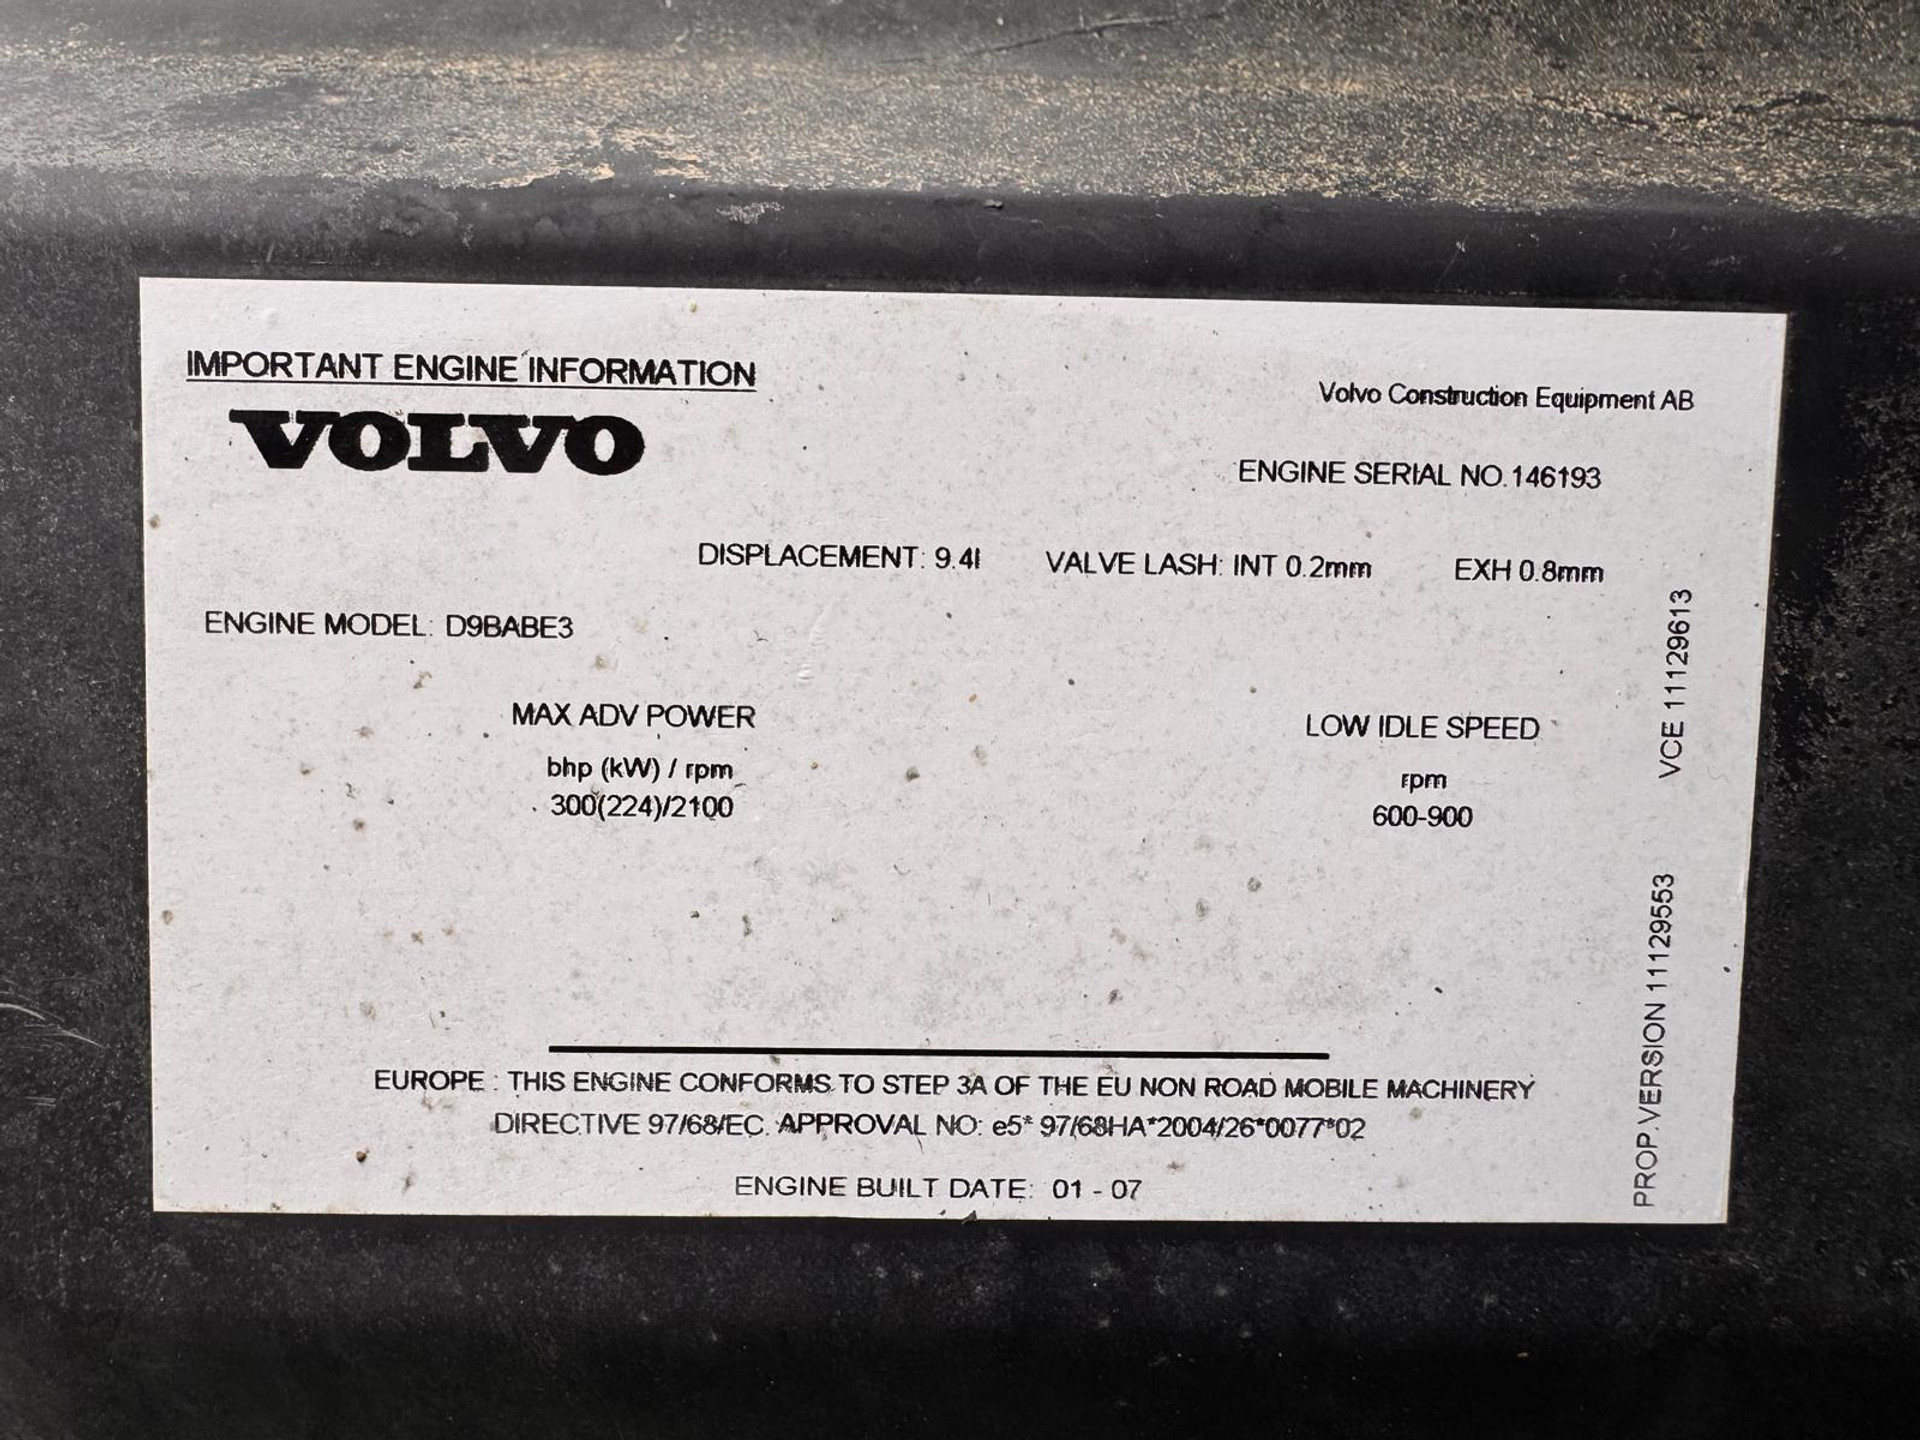 IMPORTANT ENGINE INFORMATION
Volvo Construction Equipment AB
VOLVO
ENGINE SERIAL NO.146193
DISPLACEMENT: 9.4l VALVE LASH: INT 0.2mm EXH 0.8mm
ENGINE MODEL: D9BABE3
MAX ADV POWER LOW IDLE SPEED
bhp (kW) / rpm rpm
300(224)/2100 600-900
EUROPE : THIS ENGINE CONFORMS TO STEP 3A OF THE EU NON ROAD MOBILE MACHINERY
DIRECTIVE 97/68/EC. APPROVAL NO: e5* 97/68HA*2004/26*0077*02
ENGINE BUILT DATE: 01 - 07
PROP.VERSION 11129553 VCE 11129613